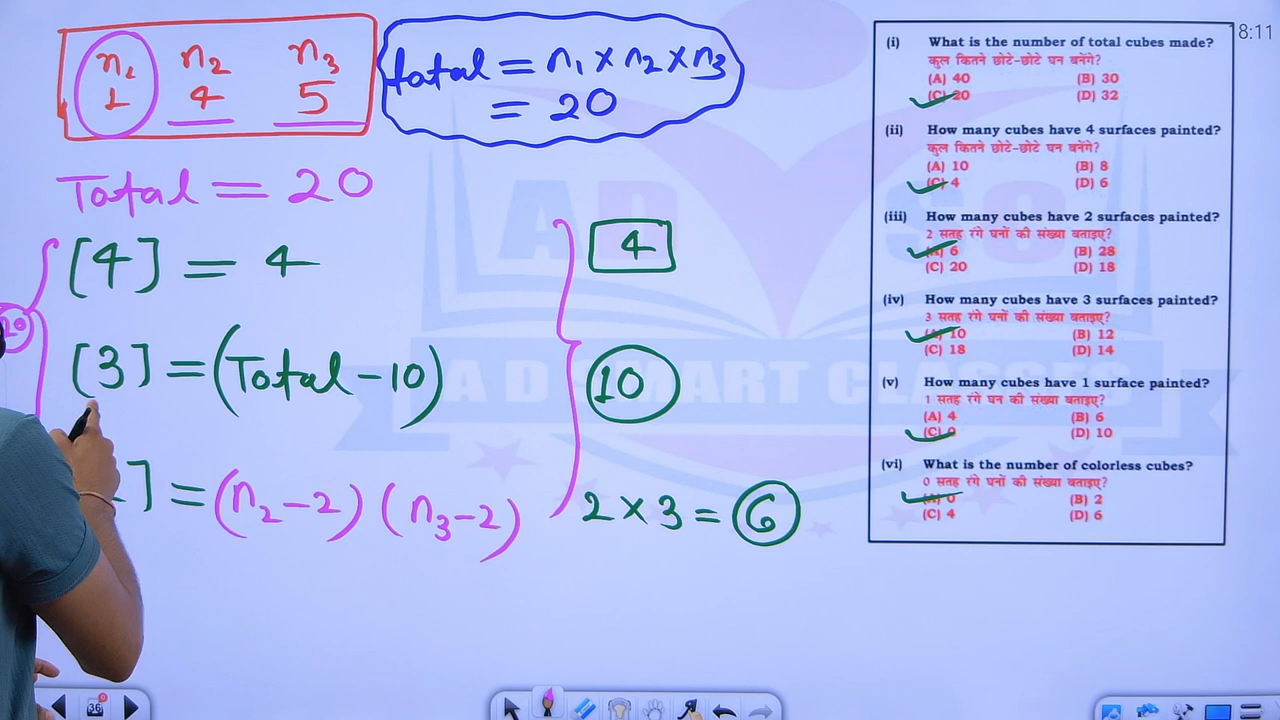 n1 n2 n3
1 4 5
total = n1 × n2 × n3
= 20
Total = 20
[4] = 4
4
[3] = (Total - 10)
10
] = (n2-2) (n3-2)
2 × 3 = 6
8:11
(i) What is the number of total cubes made?
कुल कितने छोटे-छोटे घन बनेंगे?
(A) 40 (B) 30
(C) 20 (D) 32
(ii) How many cubes have 4 surfaces painted?
कुल कितने छोटे-छोटे घन बनेंगे?
(A) 10 (B) 8
(C) 4 (D) 6
(iii) How many cubes have 2 surfaces painted?
2 सतह रंगे घनों की संख्या बताइए?
(A) 6 (B) 28
(C) 20 (D) 18
(iv) How many cubes have 3 surfaces painted?
3 सतह रंगे घनों की संख्या बताइए?
(A) 10 (B) 12
(C) 18 (D) 14
(v) How many cubes have 1 surface painted?
1 सतह रंगे घन की संख्या बताइए?
(A) 4 (B) 6
(C) 0 (D) 10
(vi) What is the number of colorless cubes?
0 सतह रंगे घनों की संख्या बताइए?
(A) 0 (B) 2
(C) 4 (D) 6
A D SMART CLASSES
36